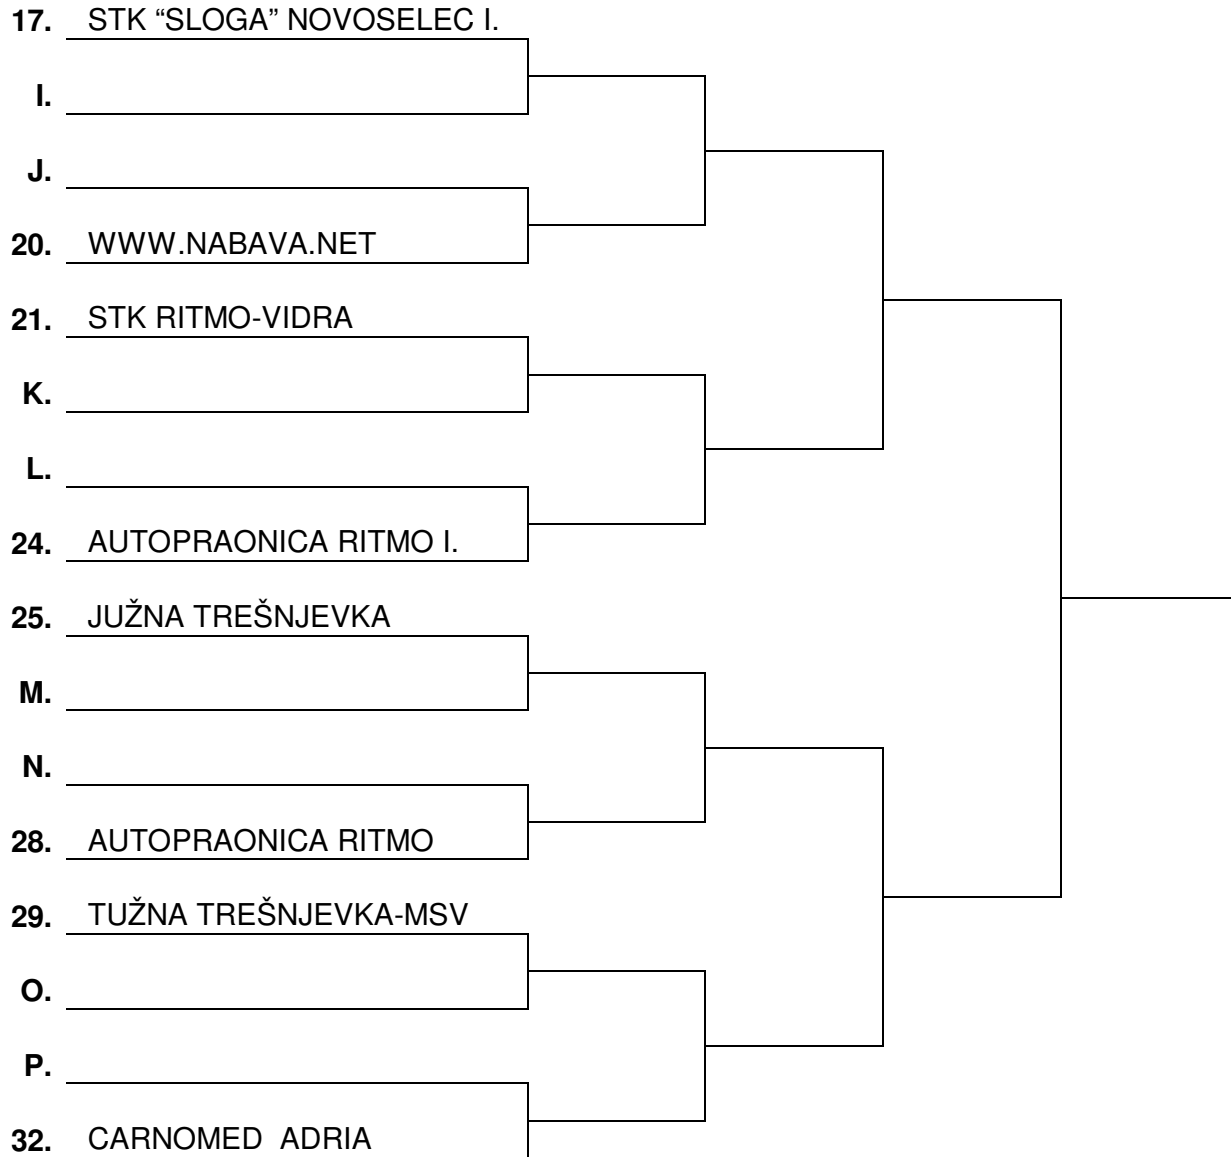 17. STK “SLOGA” NOVOSELEC I.
I.
J.
20. WWW.NABAVA.NET
21. STK RITMO-VIDRA
K.
L.
24. AUTOPRAONICA RITMO I.
25. JUŽNA TREŠNJEVKA
M.
N.
28. AUTOPRAONICA RITMO
29. TUŽNA TREŠNJEVKA-MSV
O.
P.
32. CARNOMED ADRIA